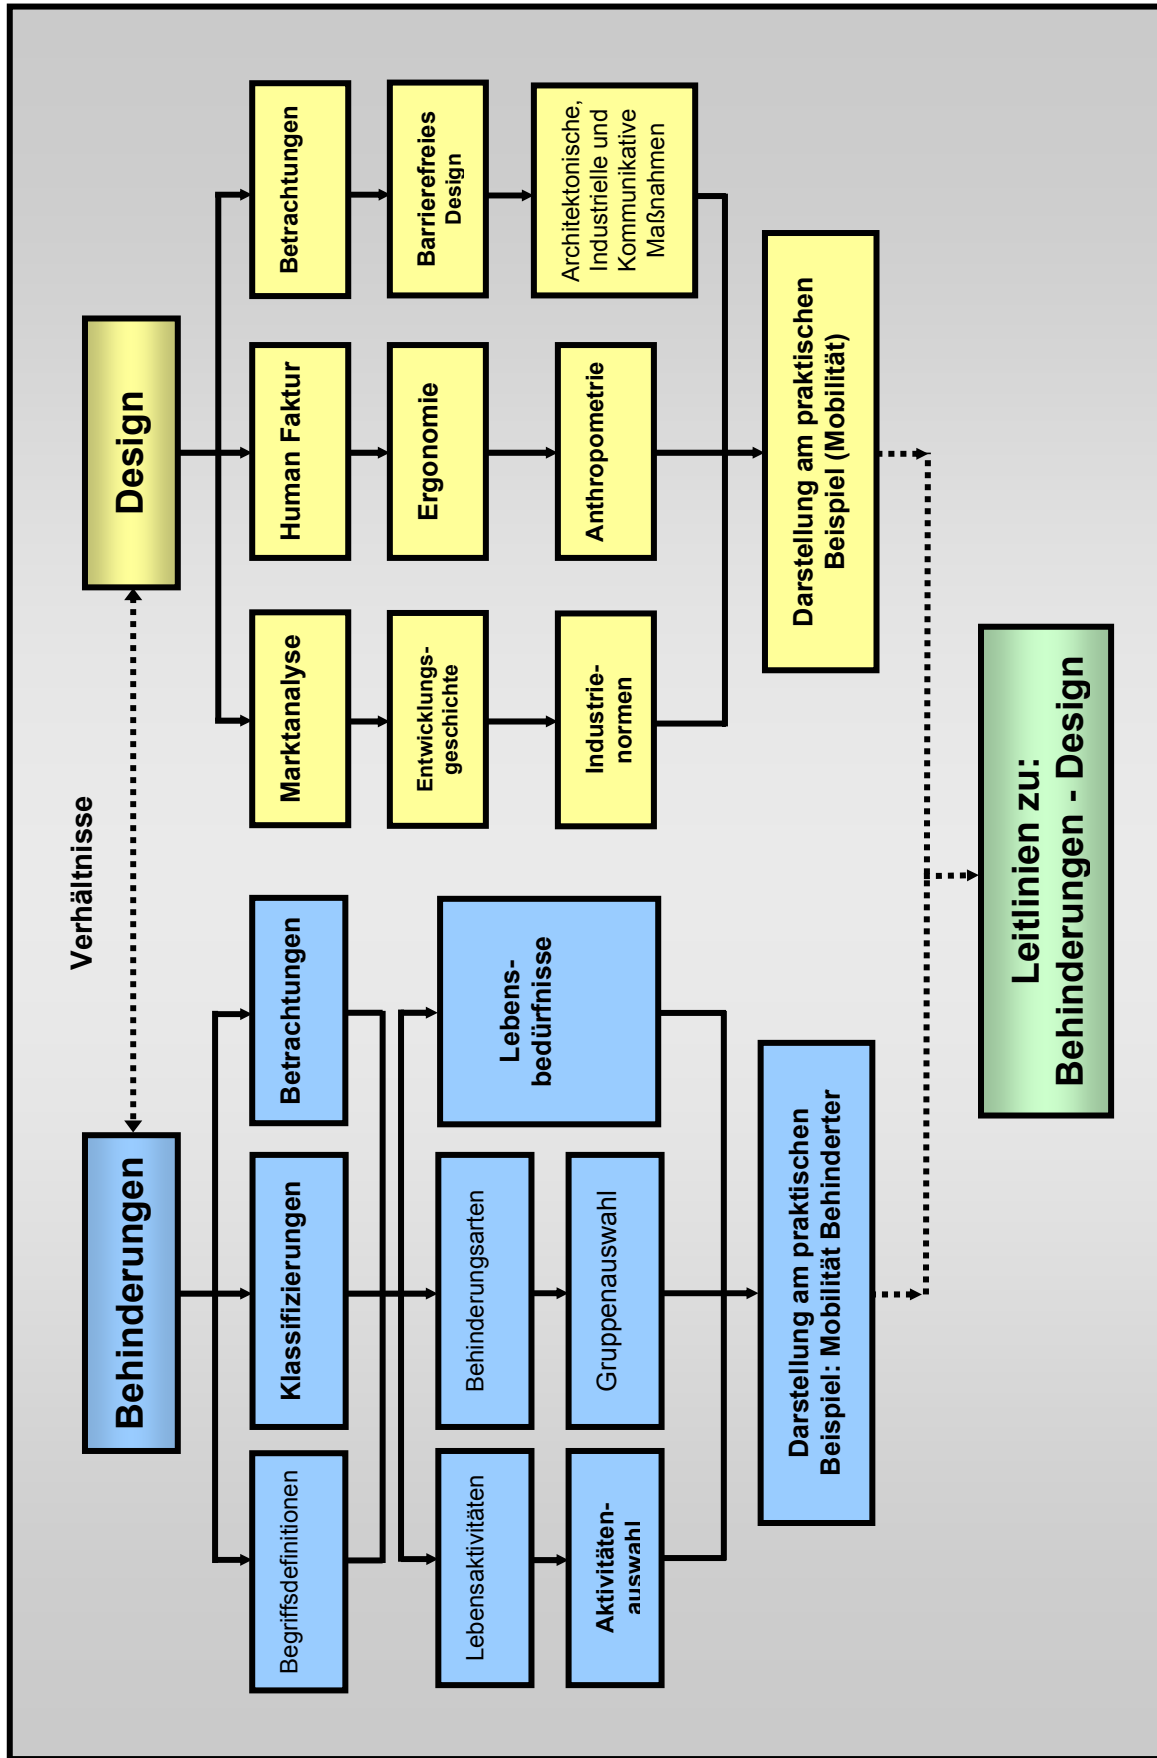 Verhältnisse
Behinderungen
Design
Begriffsdefinitionen
Klassifizierungen
Betrachtungen
Marktanalyse
Human Faktur
Betrachtungen
Lebensaktivitäten
Behinderungsarten
Lebens-
bedürfnisse
Entwicklungs-
geschichte
Ergonomie
Barrierefreies
Design
Aktivitäten-
auswahl
Gruppenauswahl
Industrie-
normen
Anthropometrie
Architektonische,
Industrielle und
Kommunikative
Maßnahmen
Darstellung am praktischen
Beispiel: Mobilität Behinderter
Darstellung am praktischen
Beispiel (Mobilität)
Leitlinien zu:
Behinderungen - Design